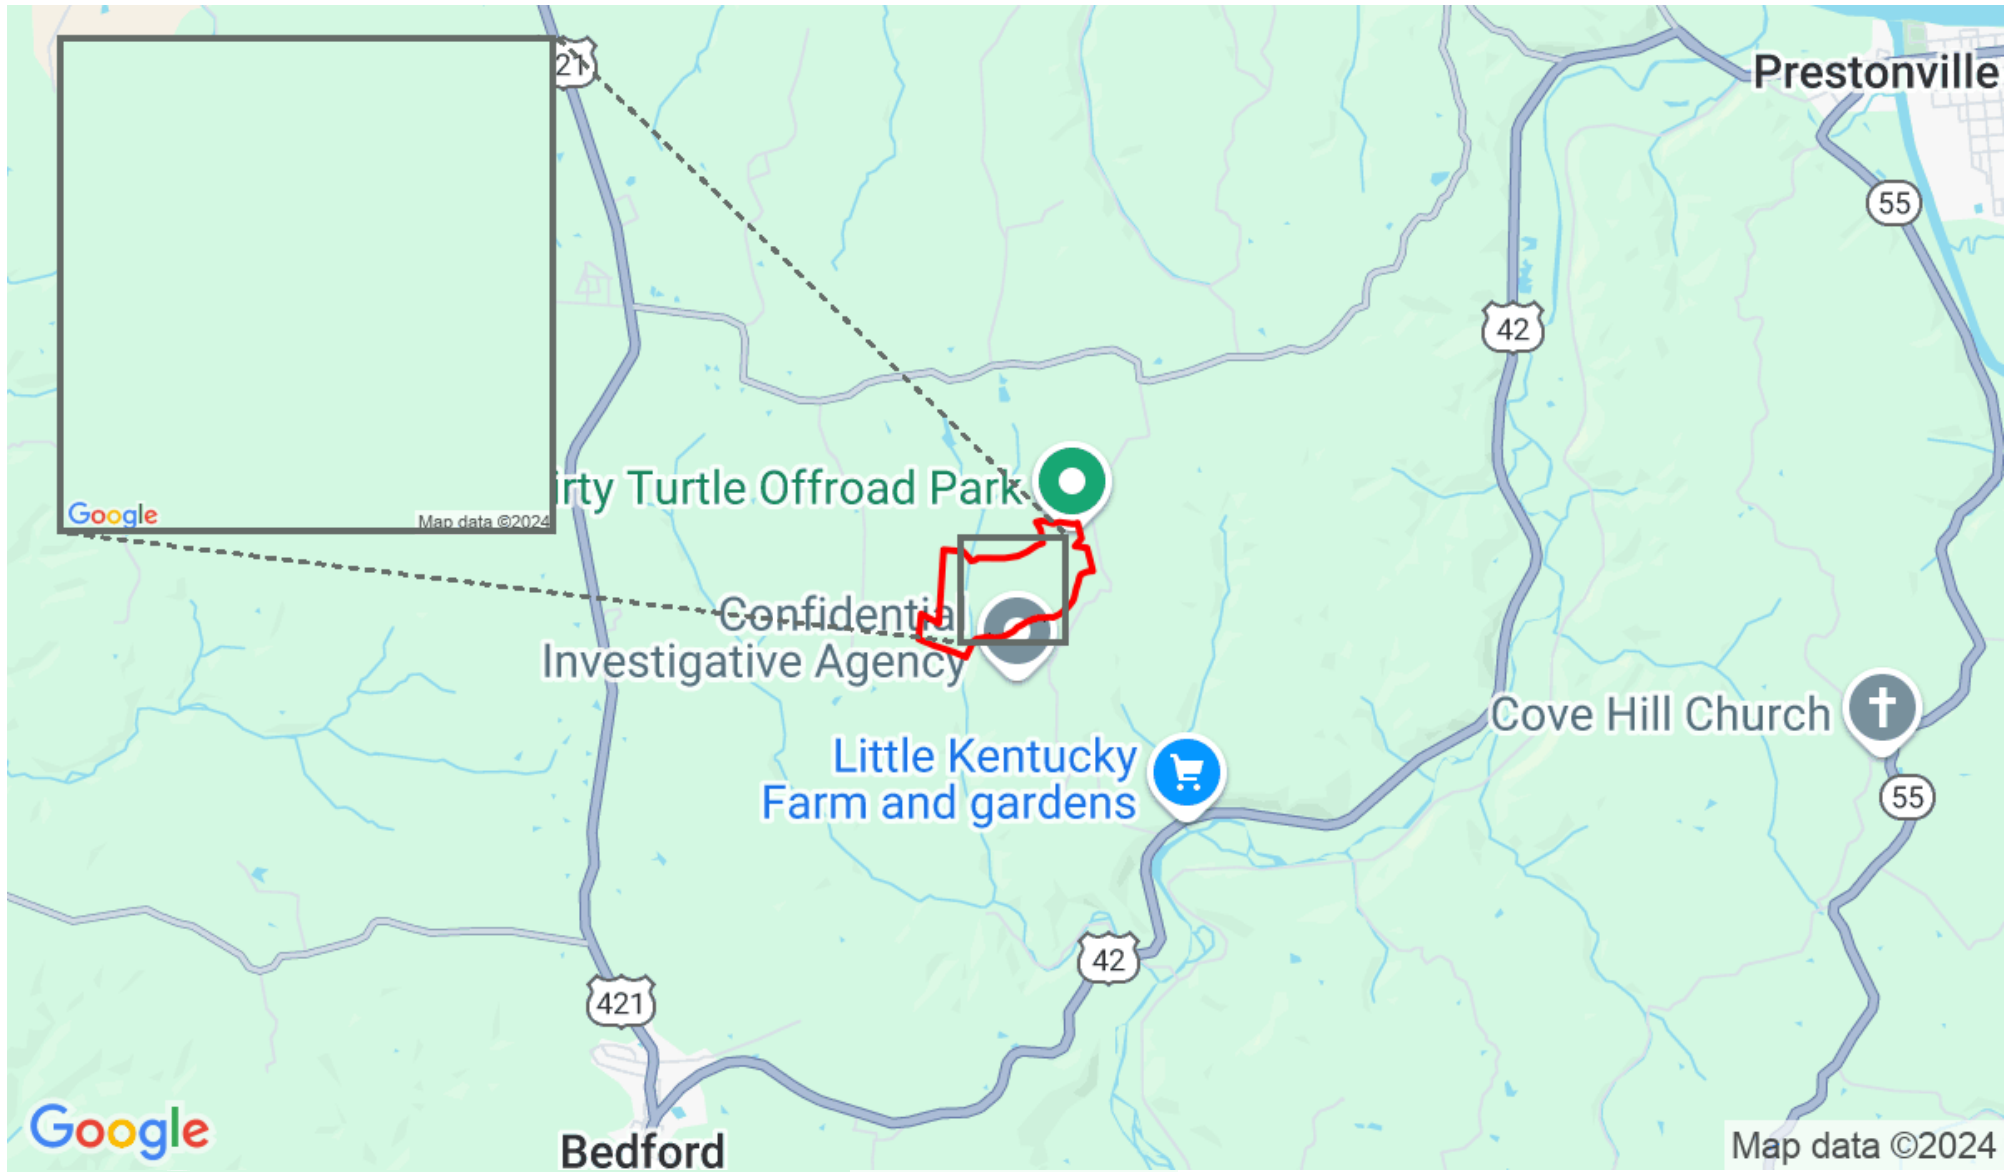 21
Prestonville
55
42
Google
Map data ©2024
irty Turtle Offroad Park
Confidential
Investigative Agency
Cove Hill Church
Little Kentucky
Farm and gardens
55
42
421
Bedford
Google
Map data ©2024